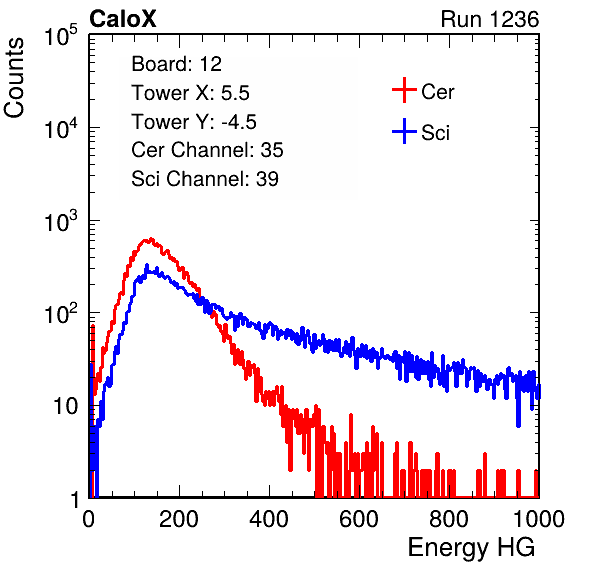 CaloX Run 1236
Counts
Board: 12
Tower X: 5.5
Tower Y: -4.5
Cer Channel: 35
Sci Channel: 39
Cer
Sci
10^5
10^4
10^3
10^2
10
1
0 200 400 600 800 1000
Energy HG